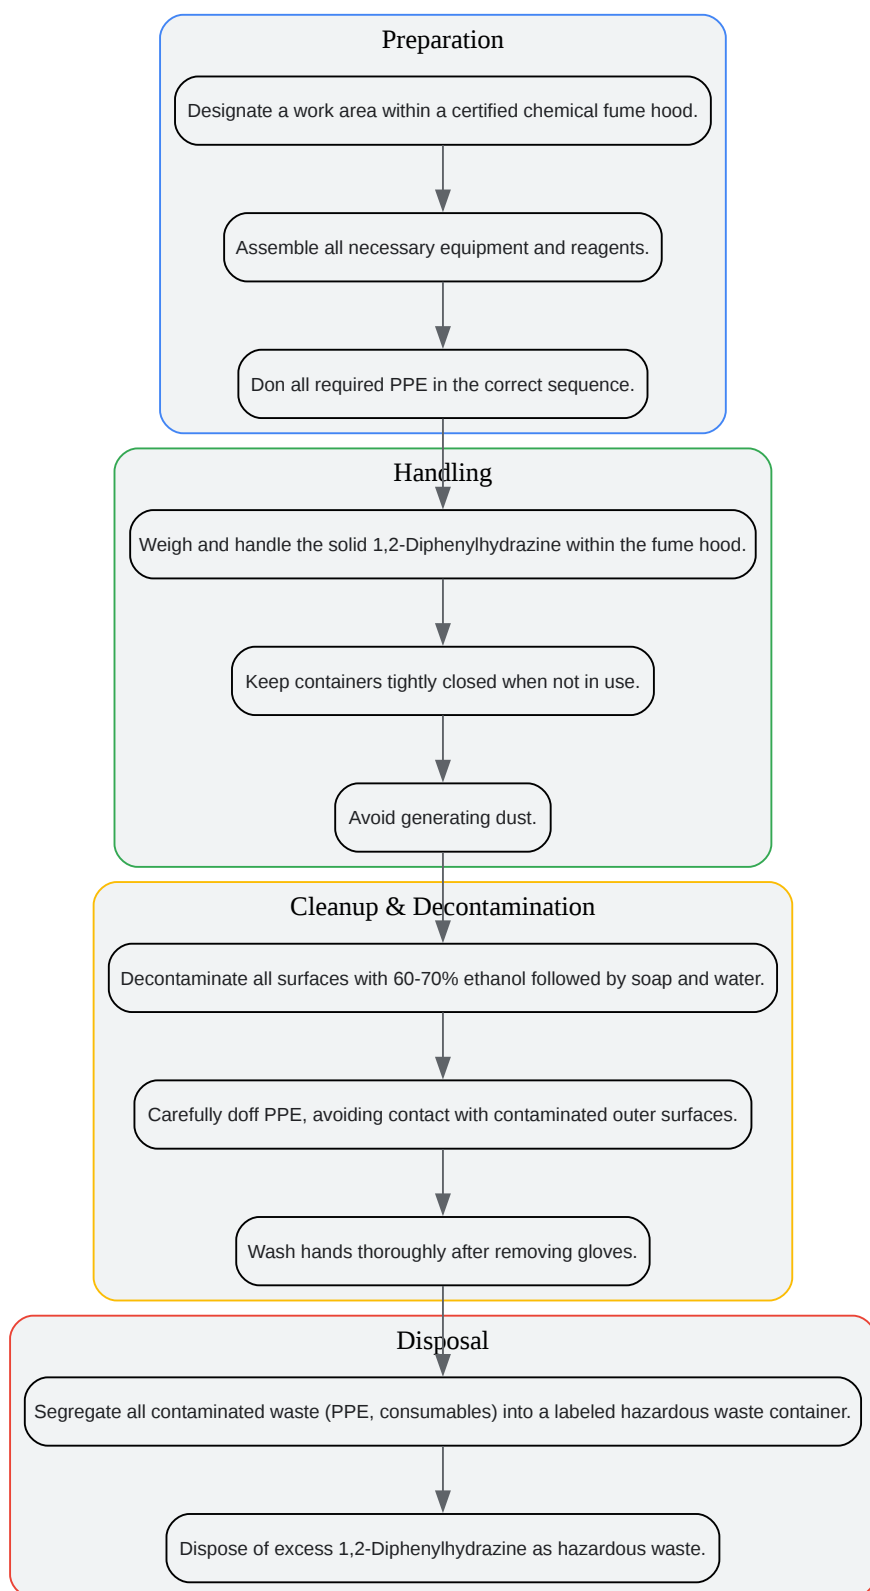 Preparation
Designate a work area within a certified chemical fume hood.
Assemble all necessary equipment and reagents.
Don all required PPE in the correct sequence.
Handling
Weigh and handle the solid 1,2-Diphenylhydrazine within the fume hood.
Keep containers tightly closed when not in use.
Avoid generating dust.
Cleanup & Decontamination
Decontaminate all surfaces with 60-70% ethanol followed by soap and water.
Carefully doff PPE, avoiding contact with contaminated outer surfaces.
Wash hands thoroughly after removing gloves.
Disposal
Segregate all contaminated waste (PPE, consumables) into a labeled hazardous waste container.
Dispose of excess 1,2-Diphenylhydrazine as hazardous waste.